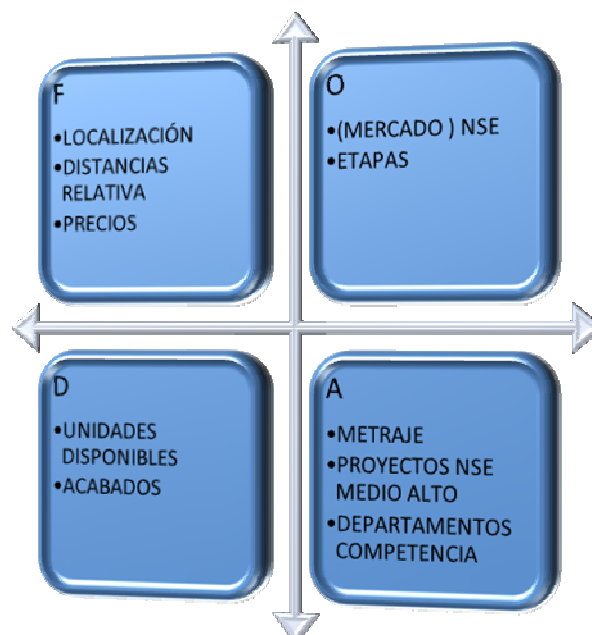 F
•LOCALIZACIÓN
•DISTANCIAS
RELATIVA
•PRECIOS
O
•(MERCADO ) NSE
•ETAPAS
D
•UNIDADES
DISPONIBLES
•ACABADOS
A
•METRAJE
•PROYECTOS NSE
MEDIO ALTO
•DEPARTAMENTOS
COMPETENCIA